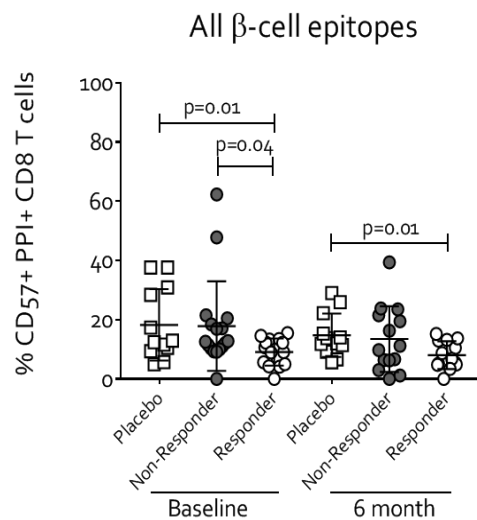 All β-cell epitopes
% CD57+ PPI+ CD8 T cells
100
80
60
40
20
0
p=0.01
p=0.04
p=0.01
Placebo
Non-Responder
Responder
Placebo
Non-Responder
Responder
Baseline
6 month